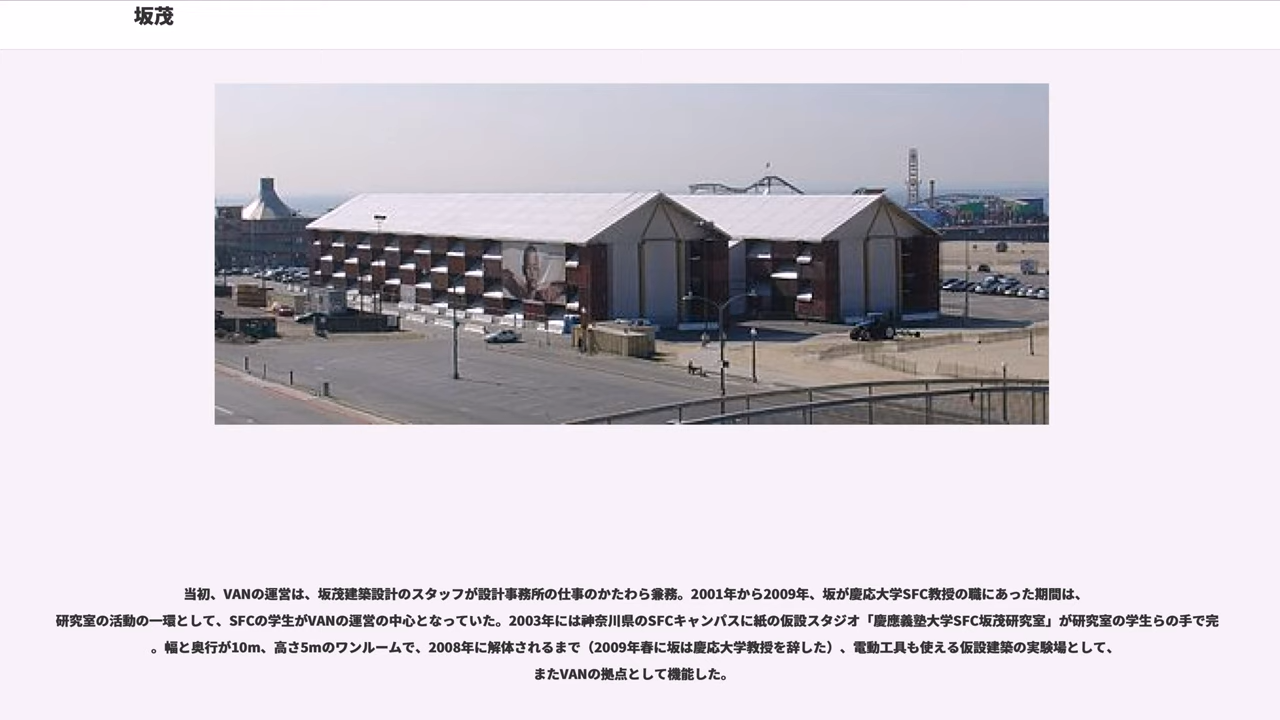 坂茂
当初、VANの運営は、坂茂建築設計のスタッフが設計事務所の仕事のかたわら兼務。2001年から2009年、坂が慶応大学SFC教授の職にあった期間は、
研究室の活動の一環として、SFCの学生がVANの運営の中心となっていた。2003年には神奈川県のSFCキャンパスに紙の仮設スタジオ「慶應義塾大学SFC坂茂研究室」が研究室の学生らの手で完
。幅と奥行が10m、高さ5mのワンルームで、2008年に解体されるまで（2009年春に坂は慶応大学教授を辞した）、電動工具も使える仮設建築の実験場として、
またVANの拠点として機能した。